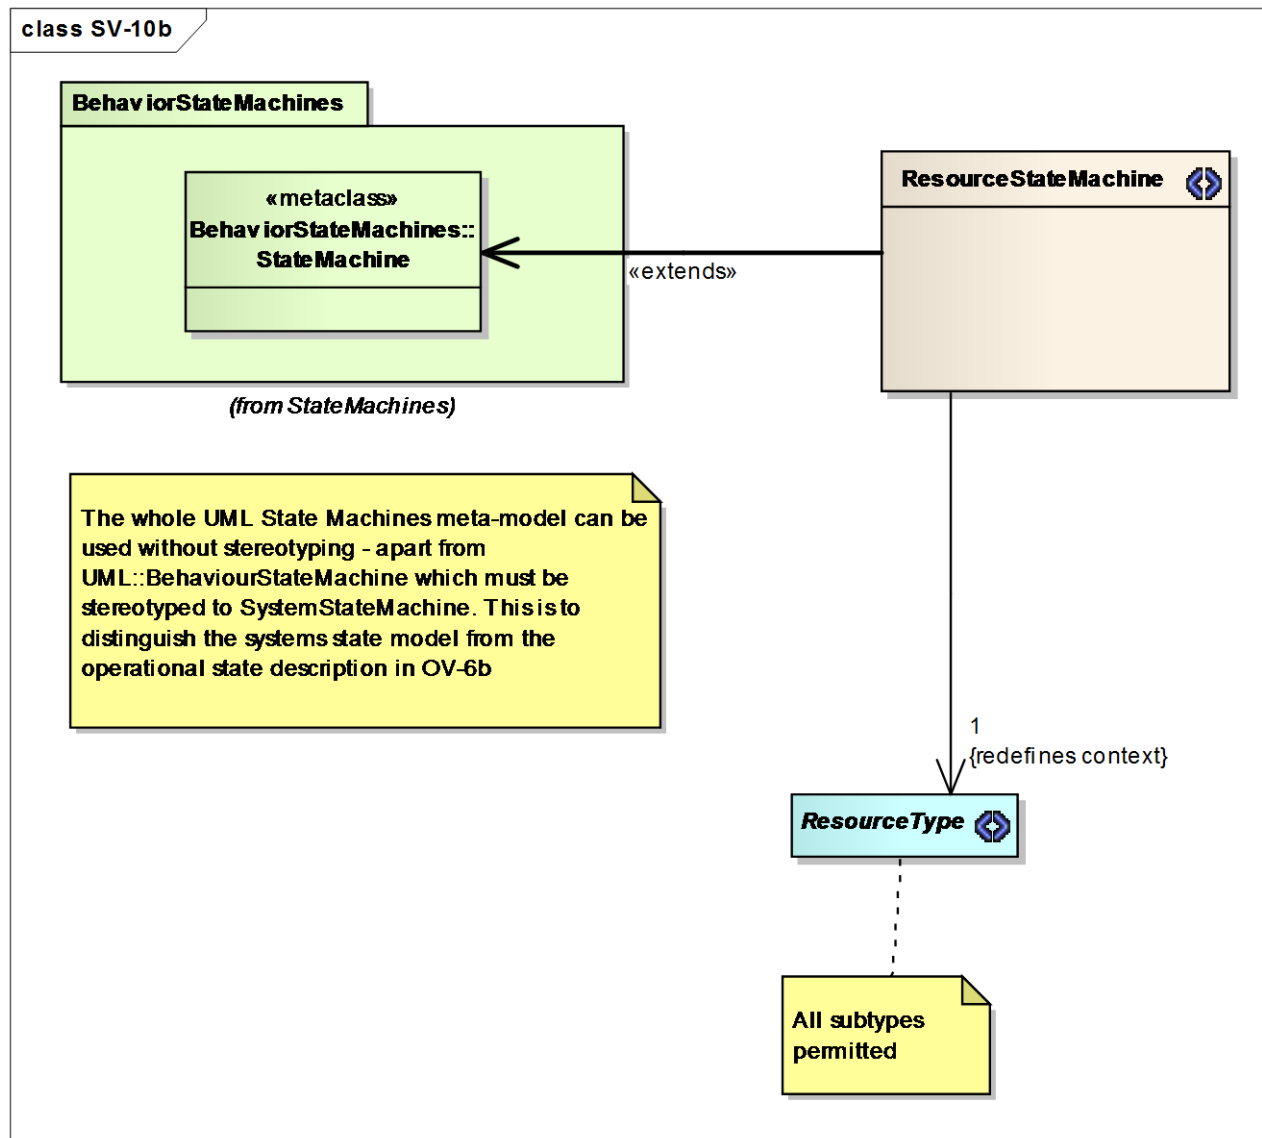 class SV-10b
BehaviorStateMachines
«metaclass»
BehaviorStateMachines::
StateMachine
ResourceStateMachine
«extends»
(from StateMachines)
The whole UML State Machines meta-model can be
used without stereotyping - apart from
UML::BehaviourStateMachine which must be
stereotyped to SystemStateMachine. This is to
distinguish the systems state model from the
operational state description in OV-6b
1
{redefines context}
ResourceType
All subtypes
permitted